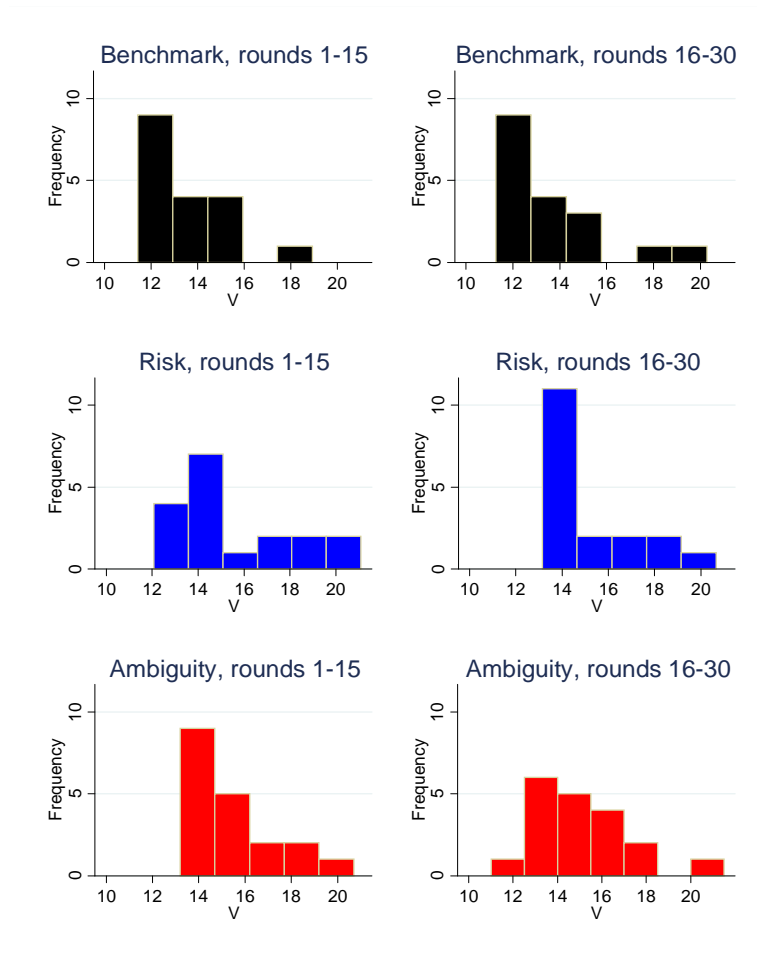 Benchmark, rounds 1-15
10
5
0
Frequency
10 12 14 16 18 20
V
Benchmark, rounds 16-30
10
5
0
Frequency
10 12 14 16 18 20
V
Risk, rounds 1-15
10
5
0
Frequency
10 12 14 16 18 20
V
Risk, rounds 16-30
10
5
0
Frequency
10 12 14 16 18 20
V
Ambiguity, rounds 1-15
10
5
0
Frequency
10 12 14 16 18 20
V
Ambiguity, rounds 16-30
10
5
0
Frequency
10 12 14 16 18 20
V